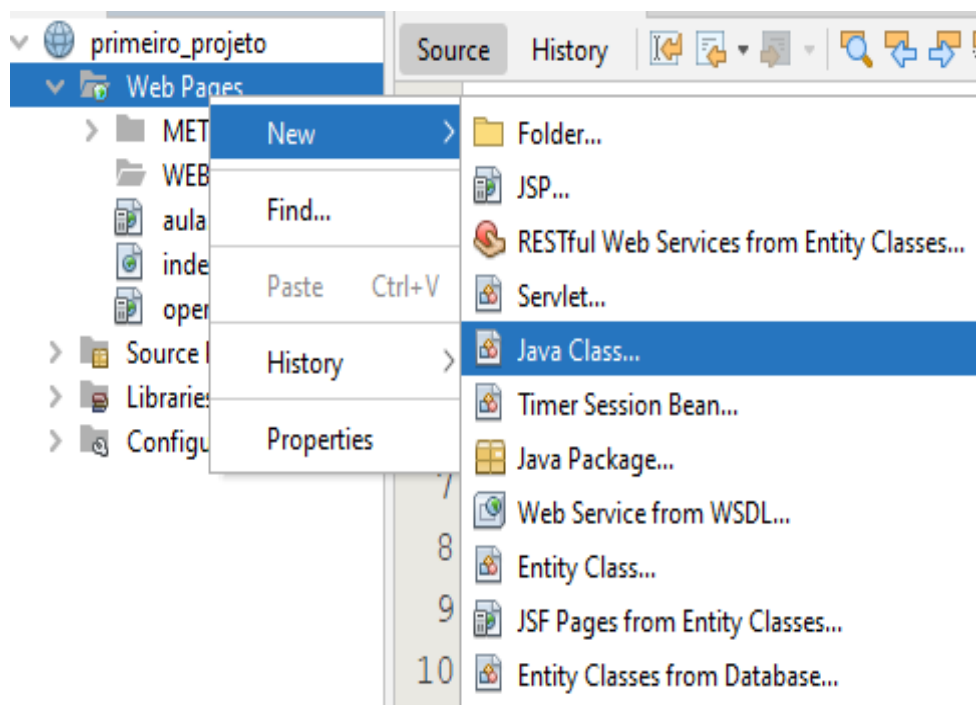 primeiro_projeto
Source History
Web Pages
MET
WEB
aula
inde
oper
Source
Libraries
Configu
New
Find...
Paste Ctrl+V
History
Properties
Folder...
JSP...
RESTful Web Services from Entity Classes...
Servlet...
Java Class...
Timer Session Bean...
Java Package...
Web Service from WSDL...
Entity Class...
JSF Pages from Entity Classes...
Entity Classes from Database...
7
8
9
10